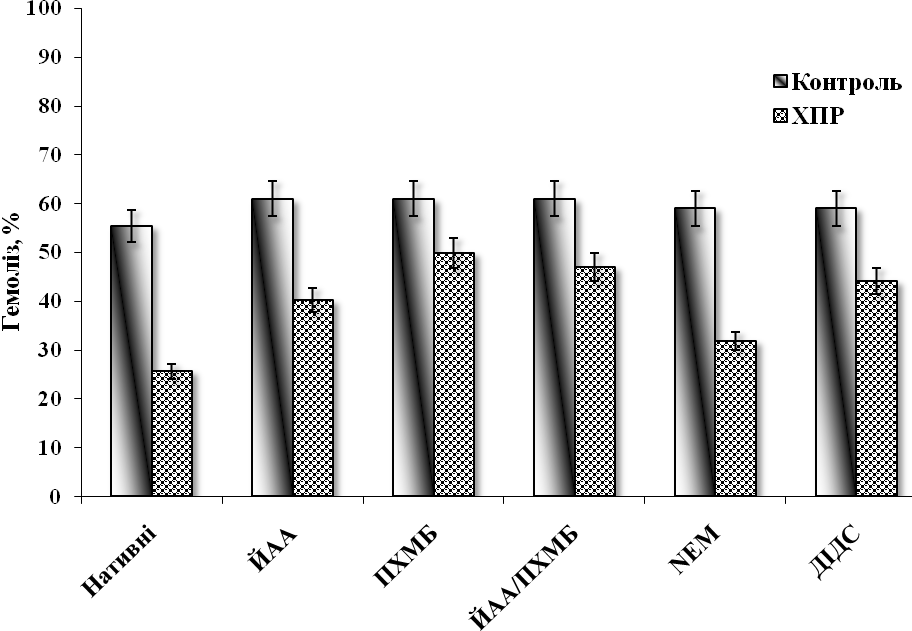 100
90
80
70
60
50
40
30
20
10
0
Гемоліз, %
Контроль
ХПР
Нативні
ЙАА
ПХМБ
ЙАА/ПХМБ
NEM
ДІДС